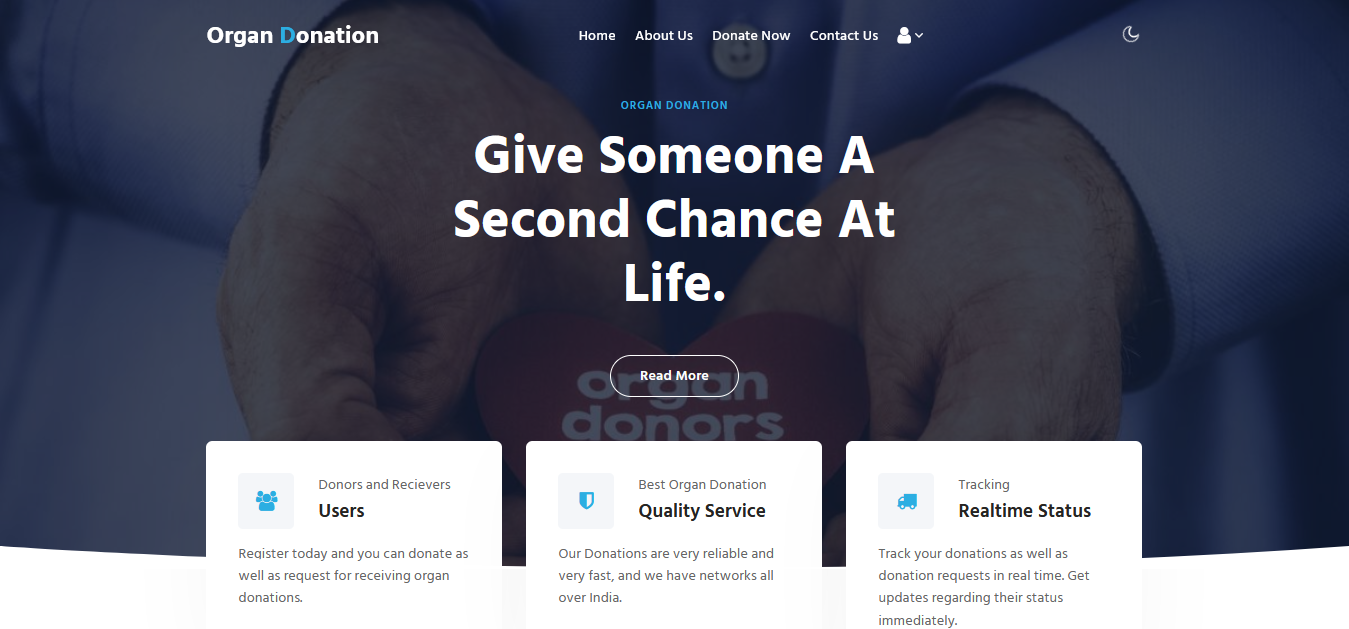 Organ Donation
Home About Us Donate Now Contact Us
ORGAN DONATION
Give Someone A
Second Chance At
Life.
Read More
organ
donors
Donors and Recievers
Users
Register today and you can donate as
well as request for receiving organ
donations.
Best Organ Donation
Quality Service
Our Donations are very reliable and
very fast, and we have networks all
over India.
Tracking
Realtime Status
Track your donations as well as
donation requests in real time. Get
updates regarding their status
immediately.